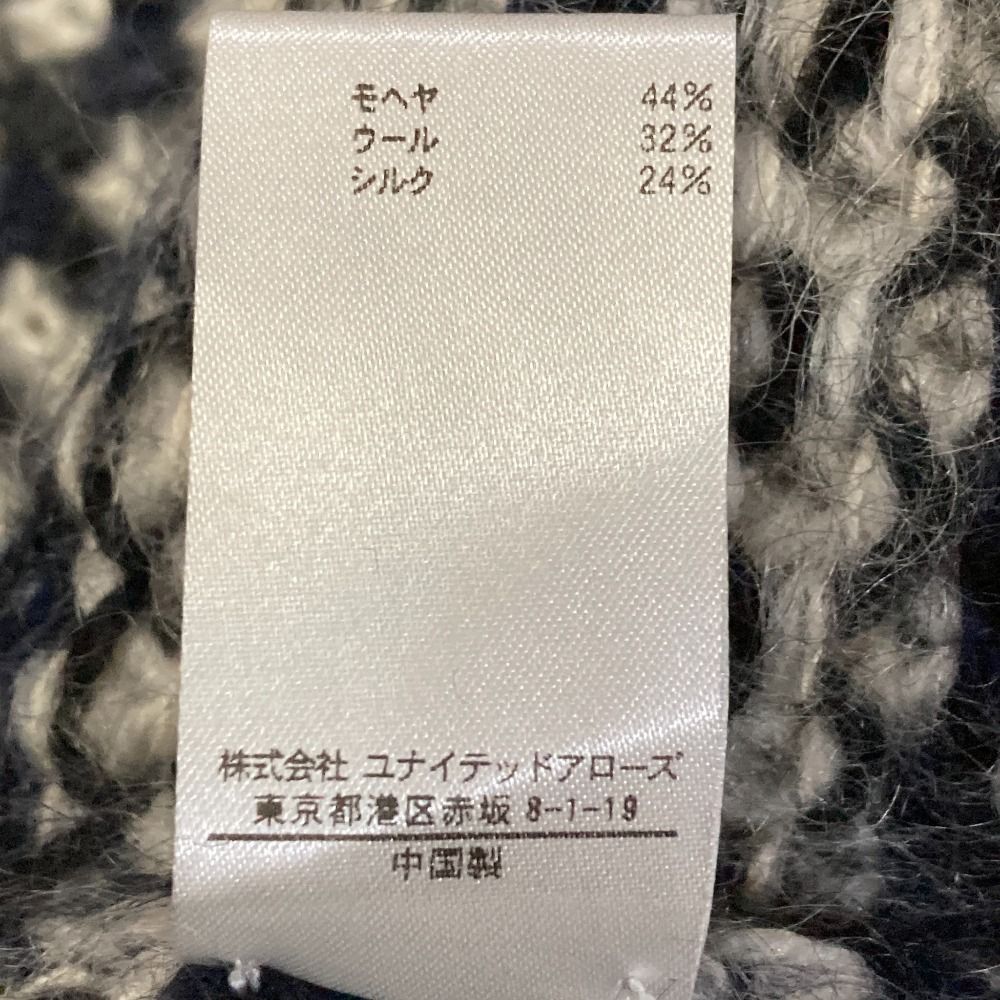 モヘヤ 44%
ウール 32%
シルク 24%
株式会社 ユナイテッドアローズ
東京都港区赤坂 8-1-19
中国製